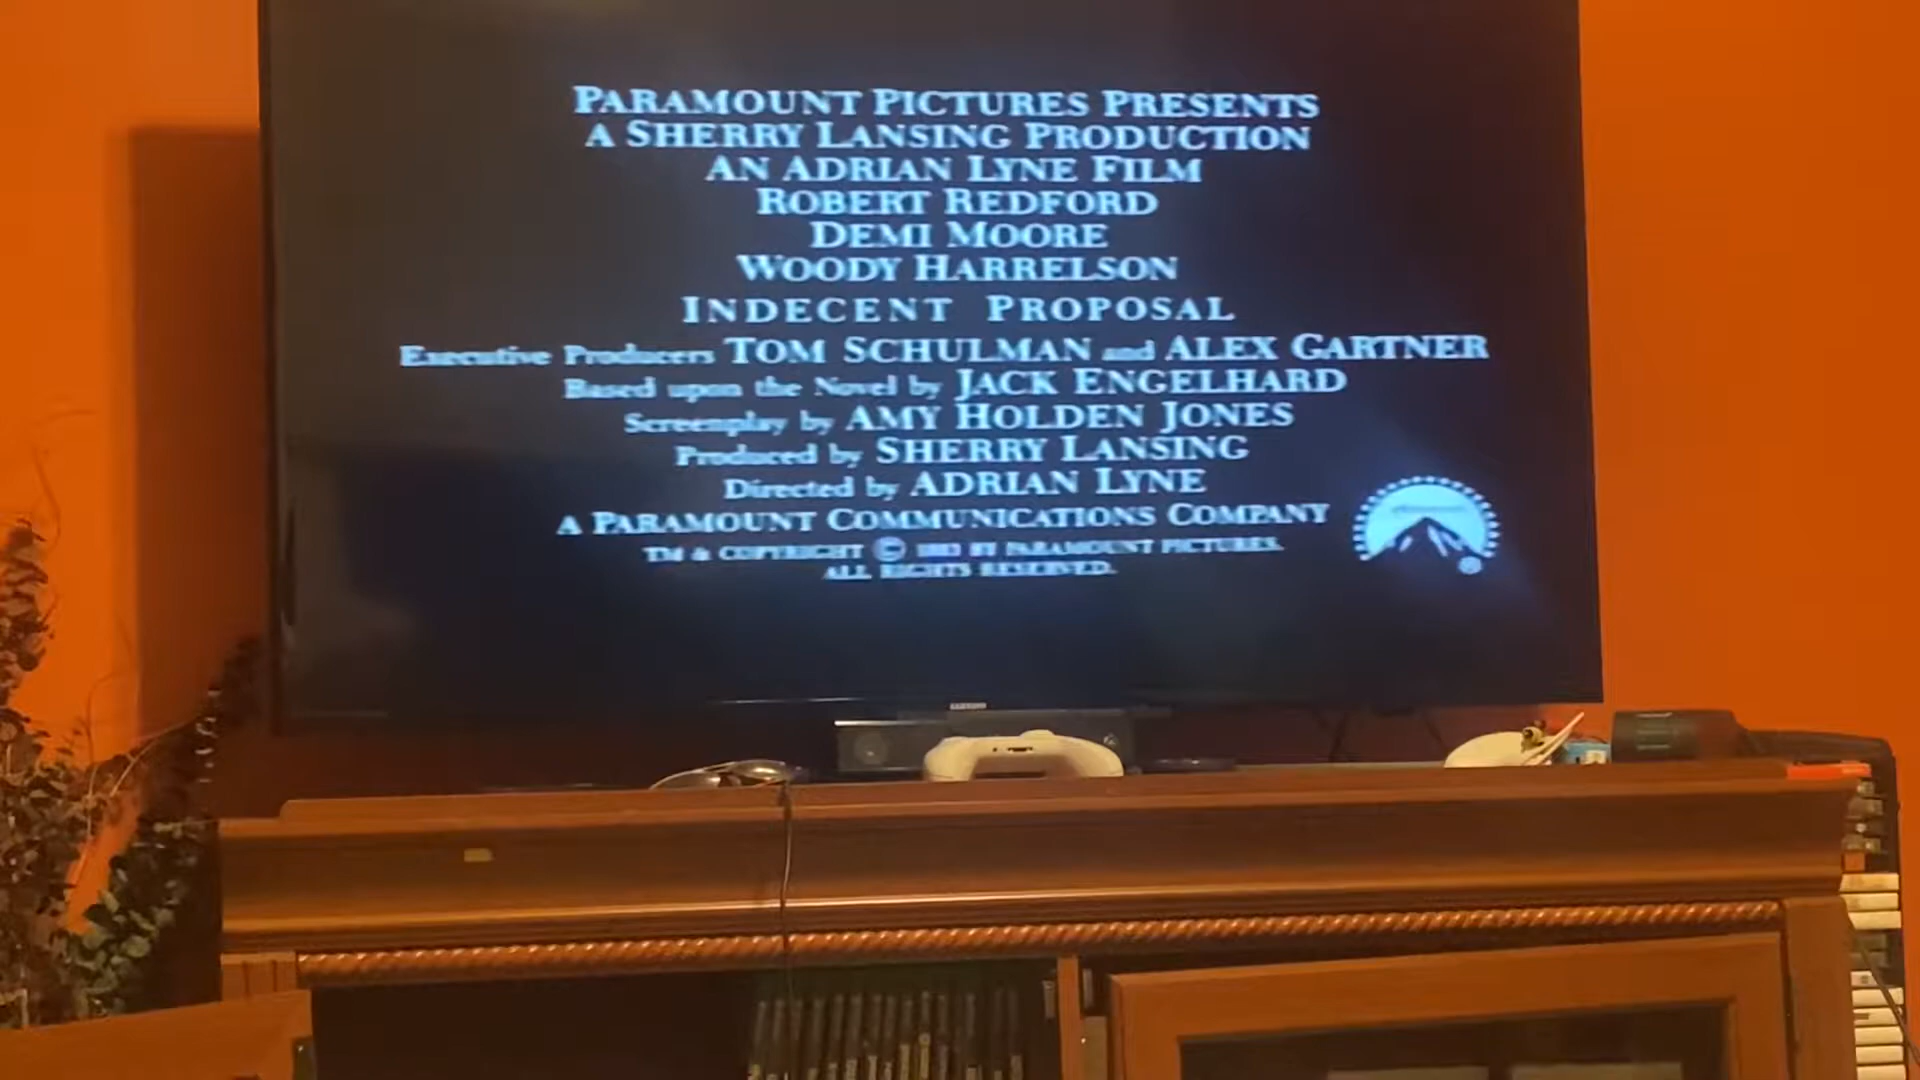 PARAMOUNT PICTURES PRESENTS
A SHERRY LANSING PRODUCTION
AN ADRIAN LYNE FILM
ROBERT REDFORD
DEMI MOORE
WOODY HARRELSON
INDECENT PROPOSAL
Executive Producers TOM SCHULMAN and ALEX GARTNER
Based upon the Novel by JACK ENGELHARD
Screenplay by AMY HOLDEN JONES
Produced by SHERRY LANSING
Directed by ADRIAN LYNE
A PARAMOUNT COMMUNICATIONS COMPANY
TM & COPYRIGHT © BY PARAMOUNT PICTURES.
ALL RIGHTS RESERVED.
SAMSUNG